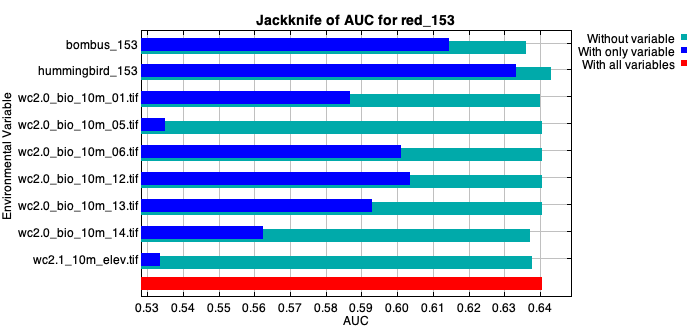 Jackknife of AUC for red_153
Without variable
With only variable
With all variables
Environmental Variable
bombus_153
hummingbird_153
wc2.0_bio_10m_01.tif
wc2.0_bio_10m_05.tif
wc2.0_bio_10m_06.tif
wc2.0_bio_10m_12.tif
wc2.0_bio_10m_13.tif
wc2.0_bio_10m_14.tif
wc2.1_10m_elev.tif
0.53 0.54 0.55 0.56 0.57 0.58 0.59 0.60 0.61 0.62 0.63 0.64
AUC